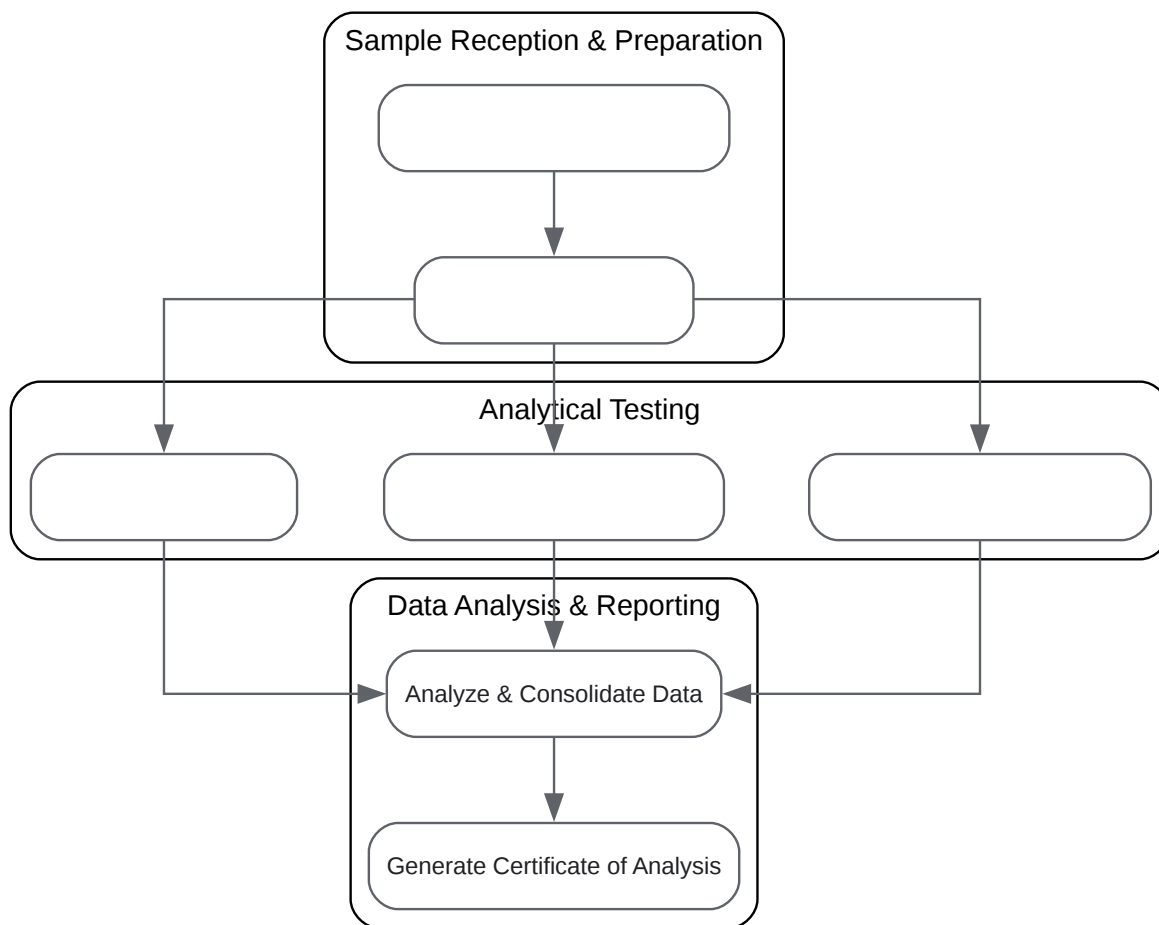 Sample Reception & Preparation
Analytical Testing
Data Analysis & Reporting
Analyze & Consolidate Data
Generate Certificate of Analysis